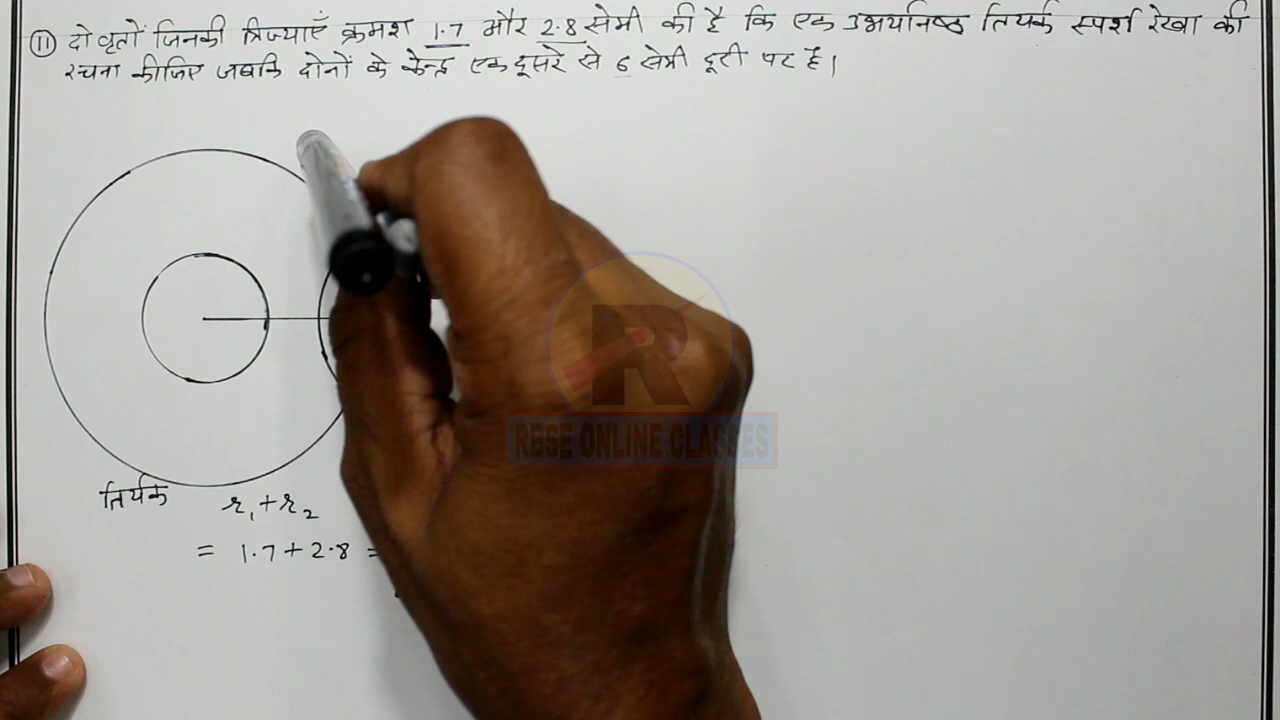 11 दो वृतों जिनकी त्रिज्याएँ क्रमश 1.7 और 2.8 सेमी की है कि एक उभयनिष्ठ तिर्यक स्पर्श रेखा की
रचना कीजिए जबकि दोनों के केन्द्र एक दूसरे से 6 सेमी दूरी पर है।
R
RBSE ONLINE CLASSES
तिर्यक r₁+r₂
= 1.7+2.8 =